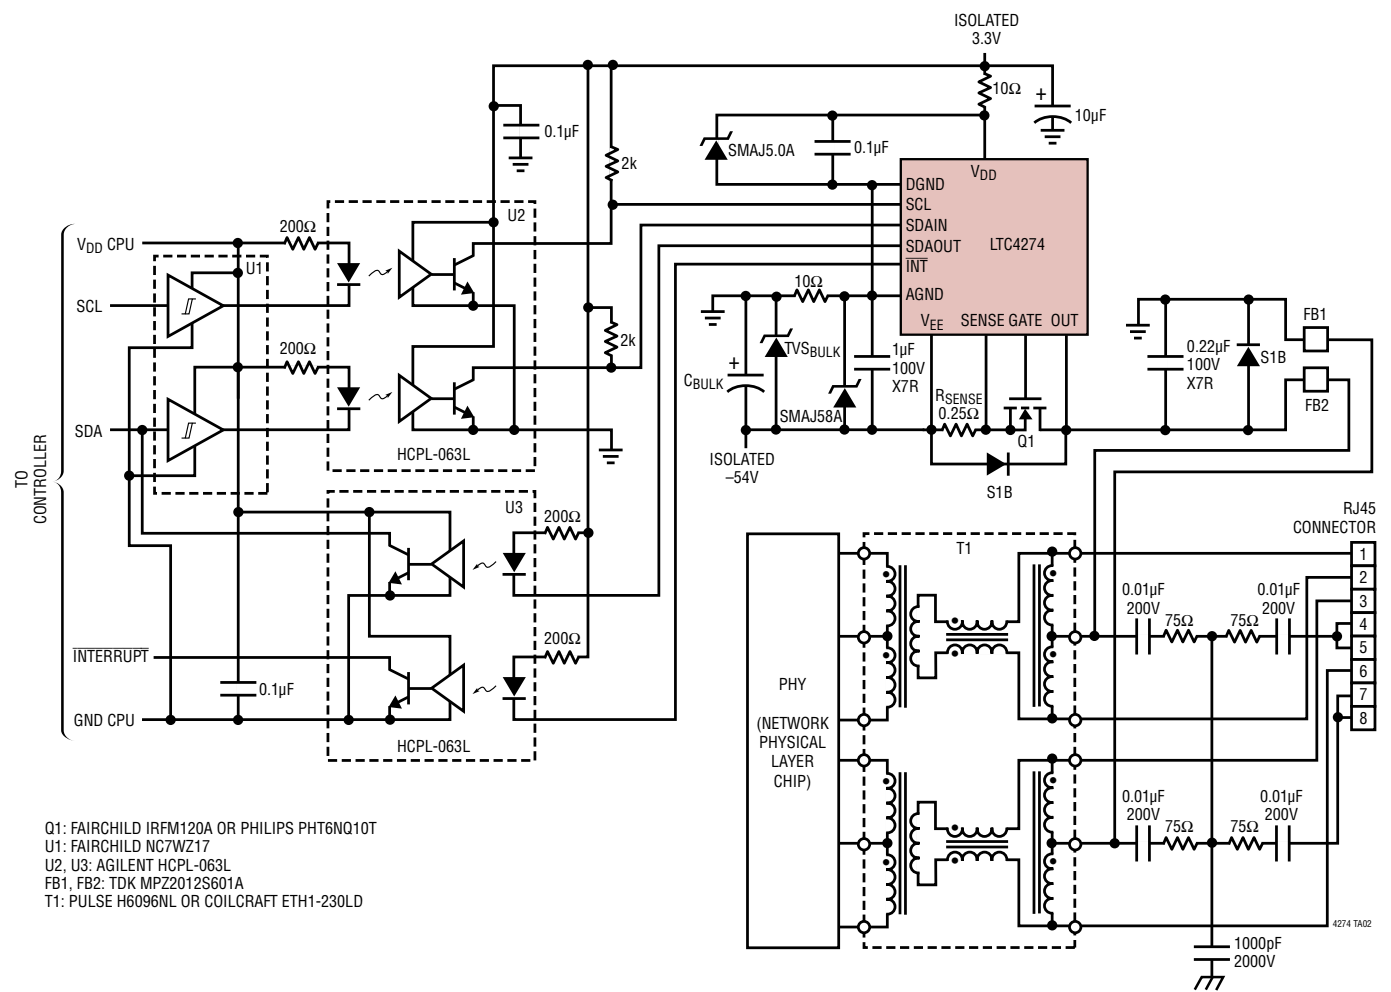 ISOLATED
3.3V
10Ω
+
10µF
0.1µF
SMAJ5.0A
0.1µF
2k
VDD
DGND
SCL
SDAIN
SDAOUT
INT
AGND
LTC4274
VEE
SENSE
GATE
OUT
U2
200Ω
VDD CPU
U1
SCL
200Ω
SDA
HCPL-063L
2k
10Ω
TVSBULK
+
CBULK
SMAJ58A
1µF
100V
X7R
RSENSE
0.25Ω
Q1
S1B
ISOLATED
–54V
0.22µF
100V
X7R
S1B
FB1
FB2
TO
CONTROLLER
U3
200Ω
200Ω
INTERRUPT
0.1µF
GND CPU
HCPL-063L
RJ45
CONNECTOR
1
2
3
4
5
6
7
8
T1
PHY
(NETWORK
PHYSICAL
LAYER
CHIP)
0.01µF
200V
75Ω
75Ω
0.01µF
200V
0.01µF
200V
75Ω
75Ω
0.01µF
200V
1000pF
2000V
4274 TA02
Q1: FAIRCHILD IRFM120A OR PHILIPS PHT6NQ10T
U1: FAIRCHILD NC7WZ17
U2, U3: AGILENT HCPL-063L
FB1, FB2: TDK MPZ2012S601A
T1: PULSE H6096NL OR COILCRAFT ETH1-230LD